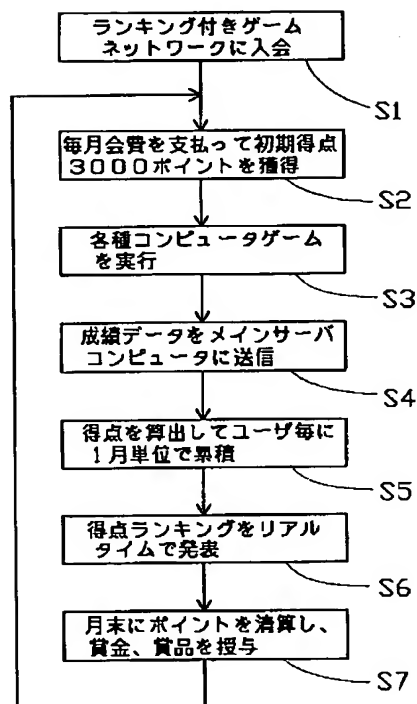 ランキング付きゲーム
ネットワークに入会
S1
毎月会費を支払って初期得点
3000ポイントを獲得
S2
各種コンピュータゲーム
を実行
S3
成績データをメインサーバ
コンピュータに送信
S4
得点を算出してユーザ毎に
1月単位で累積
S5
得点ランキングをリアル
タイムで発表
S6
月末にポイントを清算し、
賞金、賞品を授与
S7